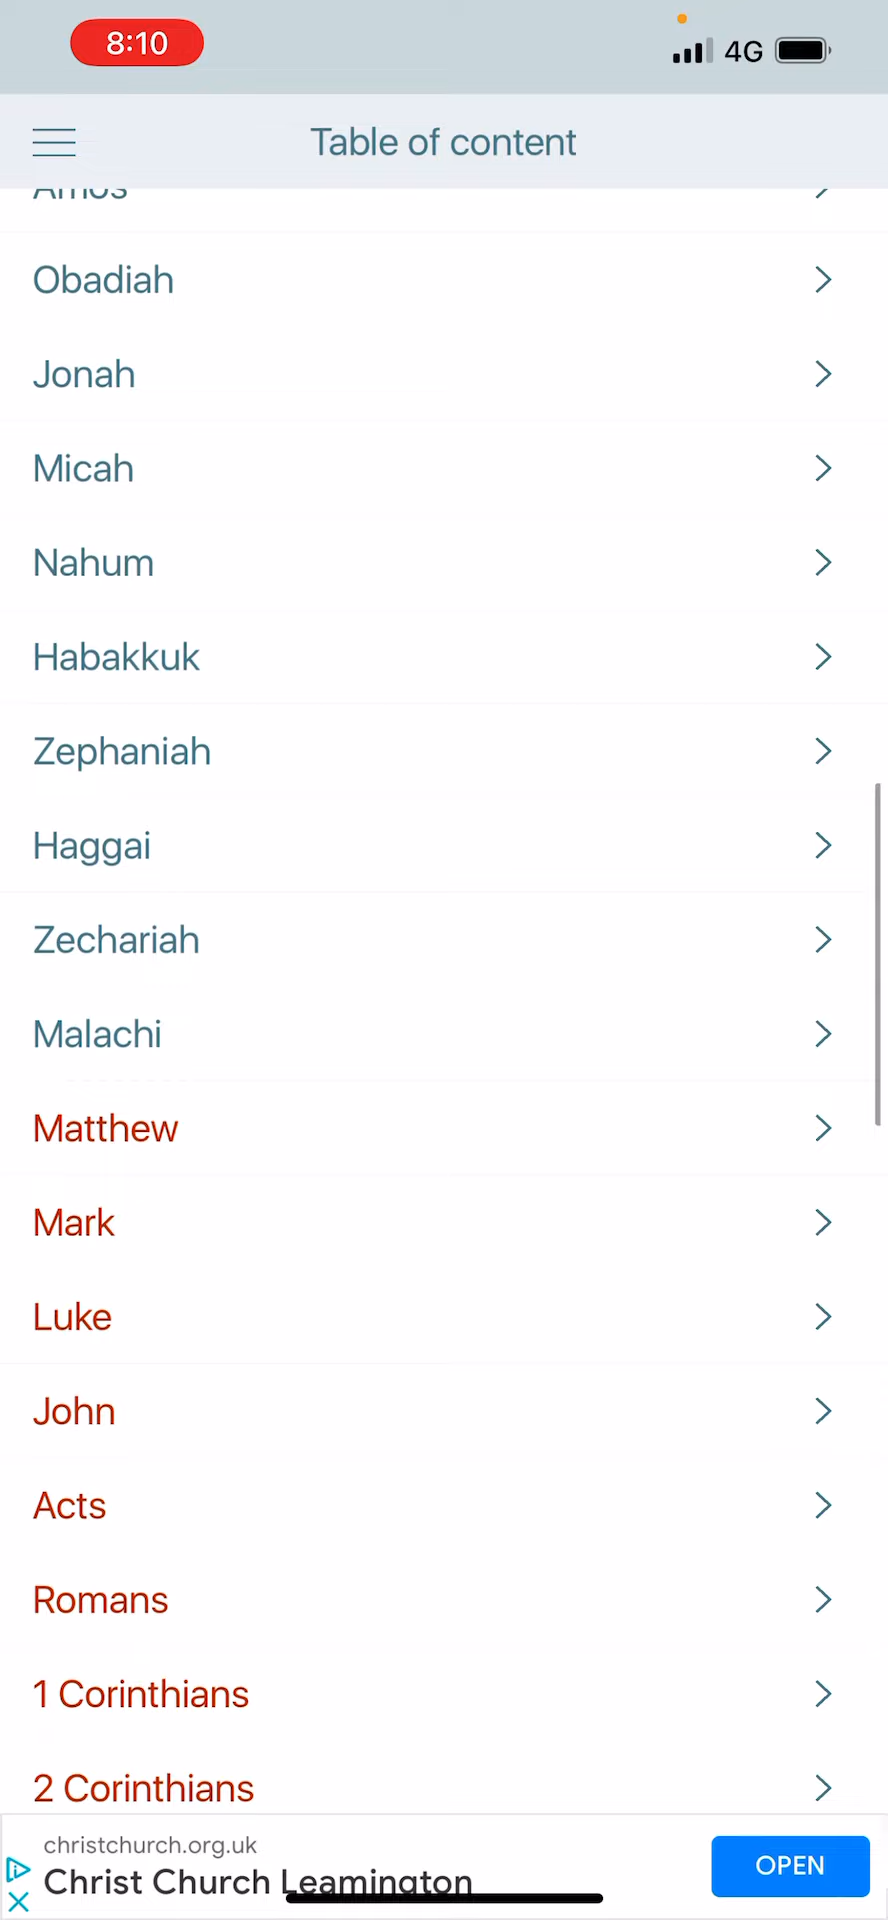 8:10
4G
Table of content
Amos
Obadiah
Jonah
Micah
Nahum
Habakkuk
Zephaniah
Haggai
Zechariah
Malachi
Matthew
Mark
Luke
John
Acts
Romans
1 Corinthians
2 Corinthians
christchurch.org.uk
Christ Church Leamington
OPEN